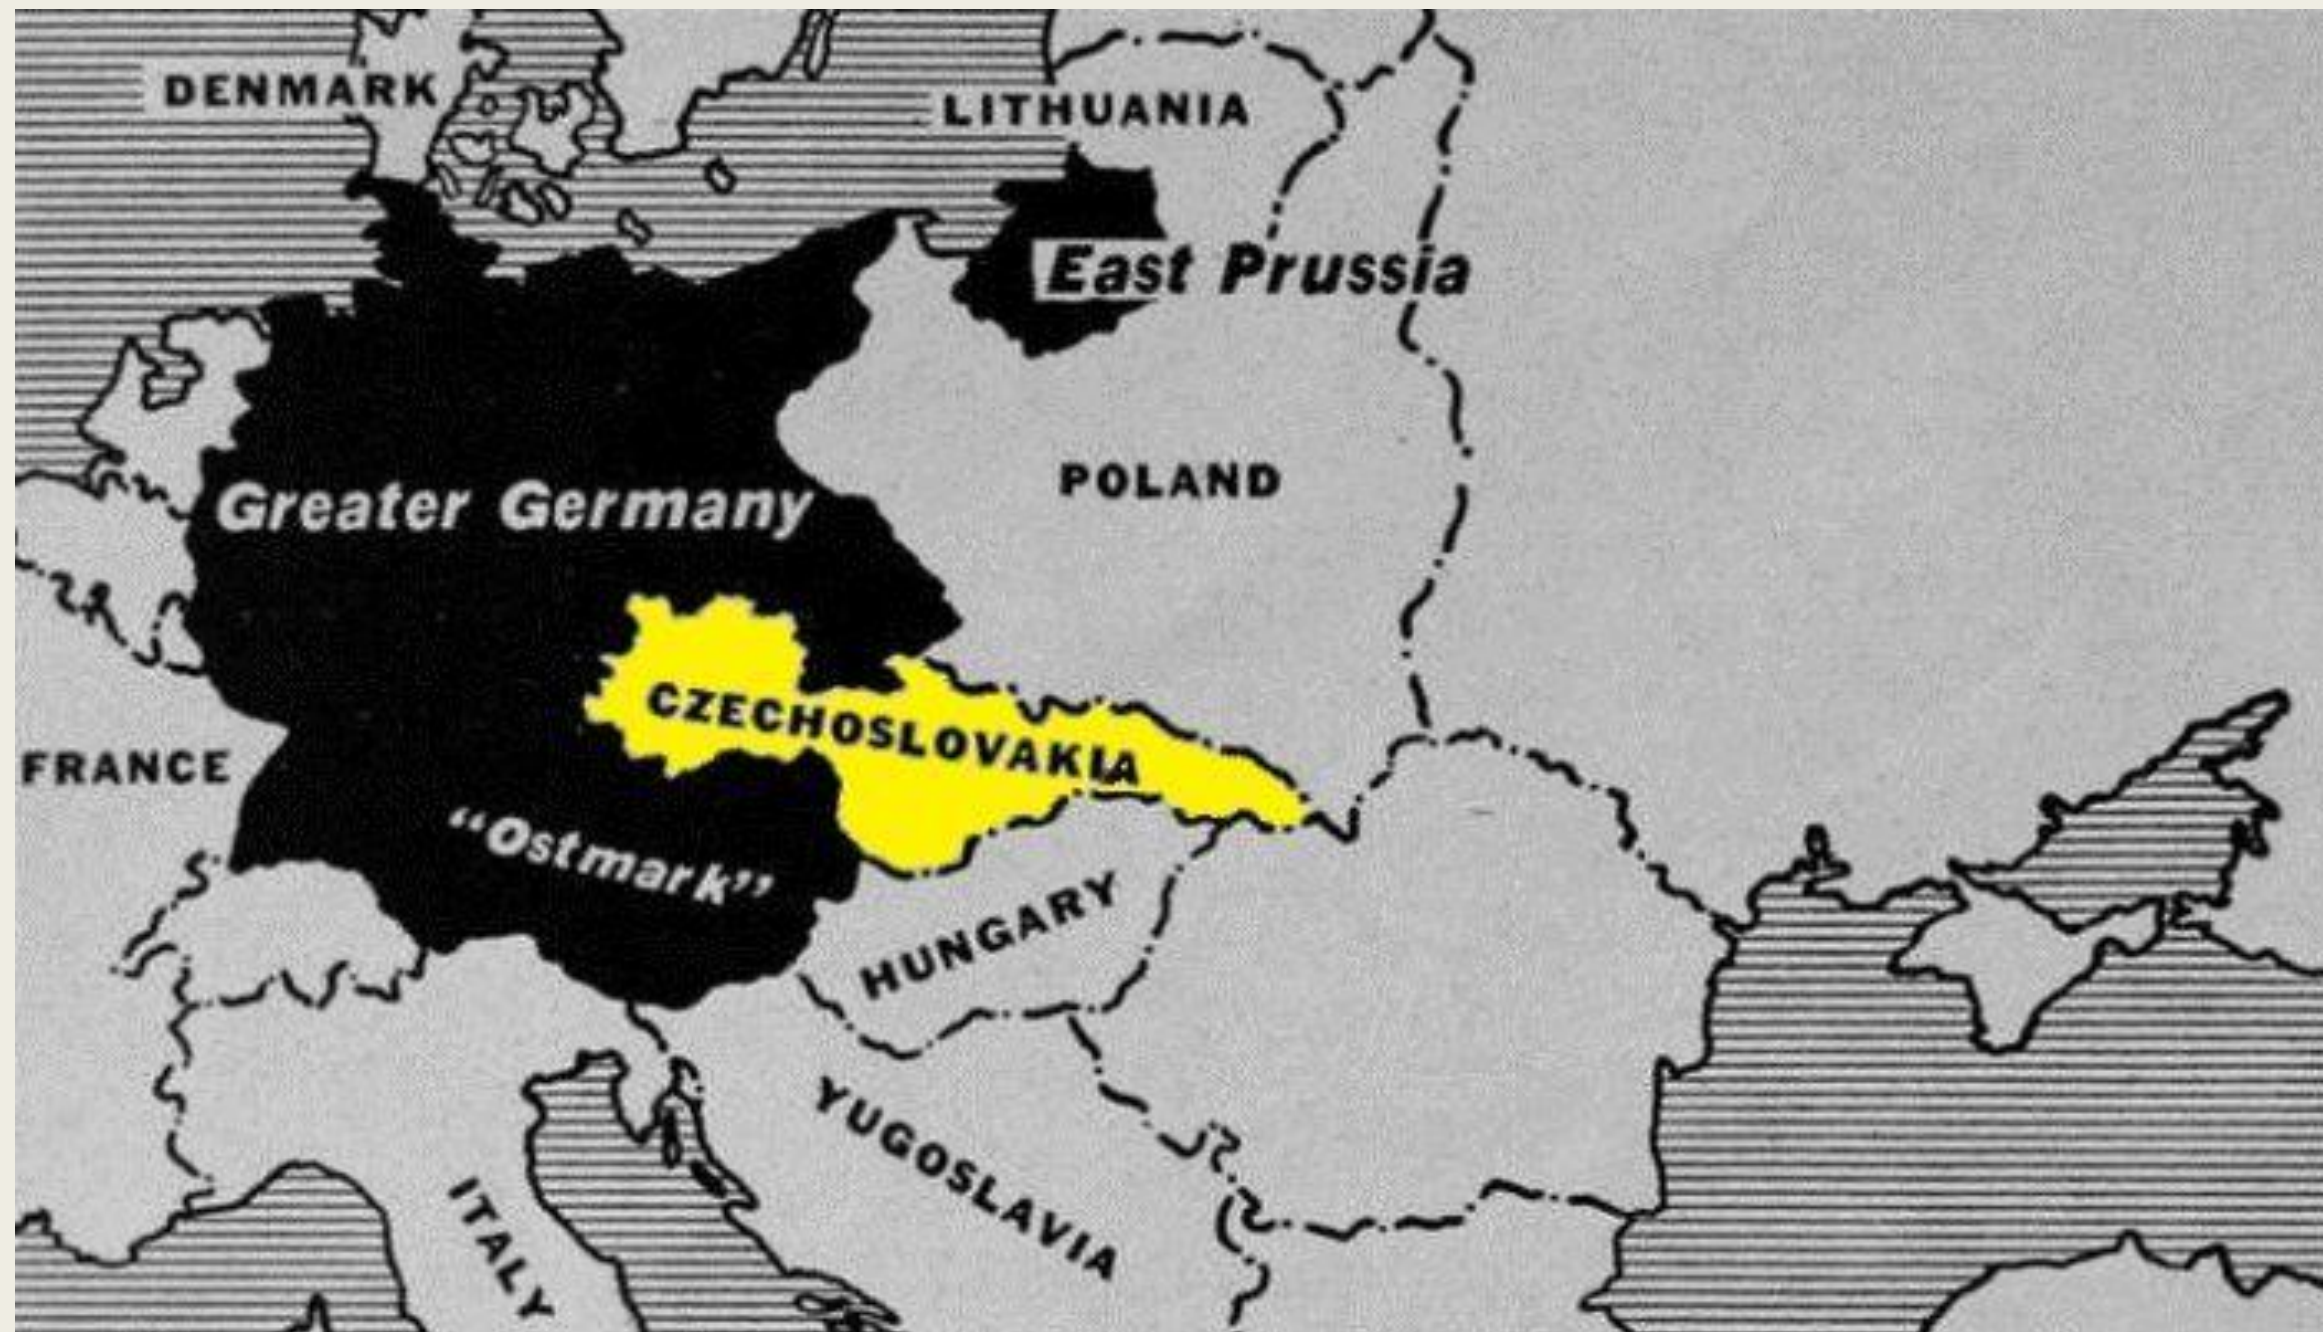 DENMARK
LITHUANIA
East Prussia
POLAND
Greater Germany
CZECHOSLOVAKIA
FRANCE
"Ostmark"
HUNGARY
YUGOSLAVIA
ITALY